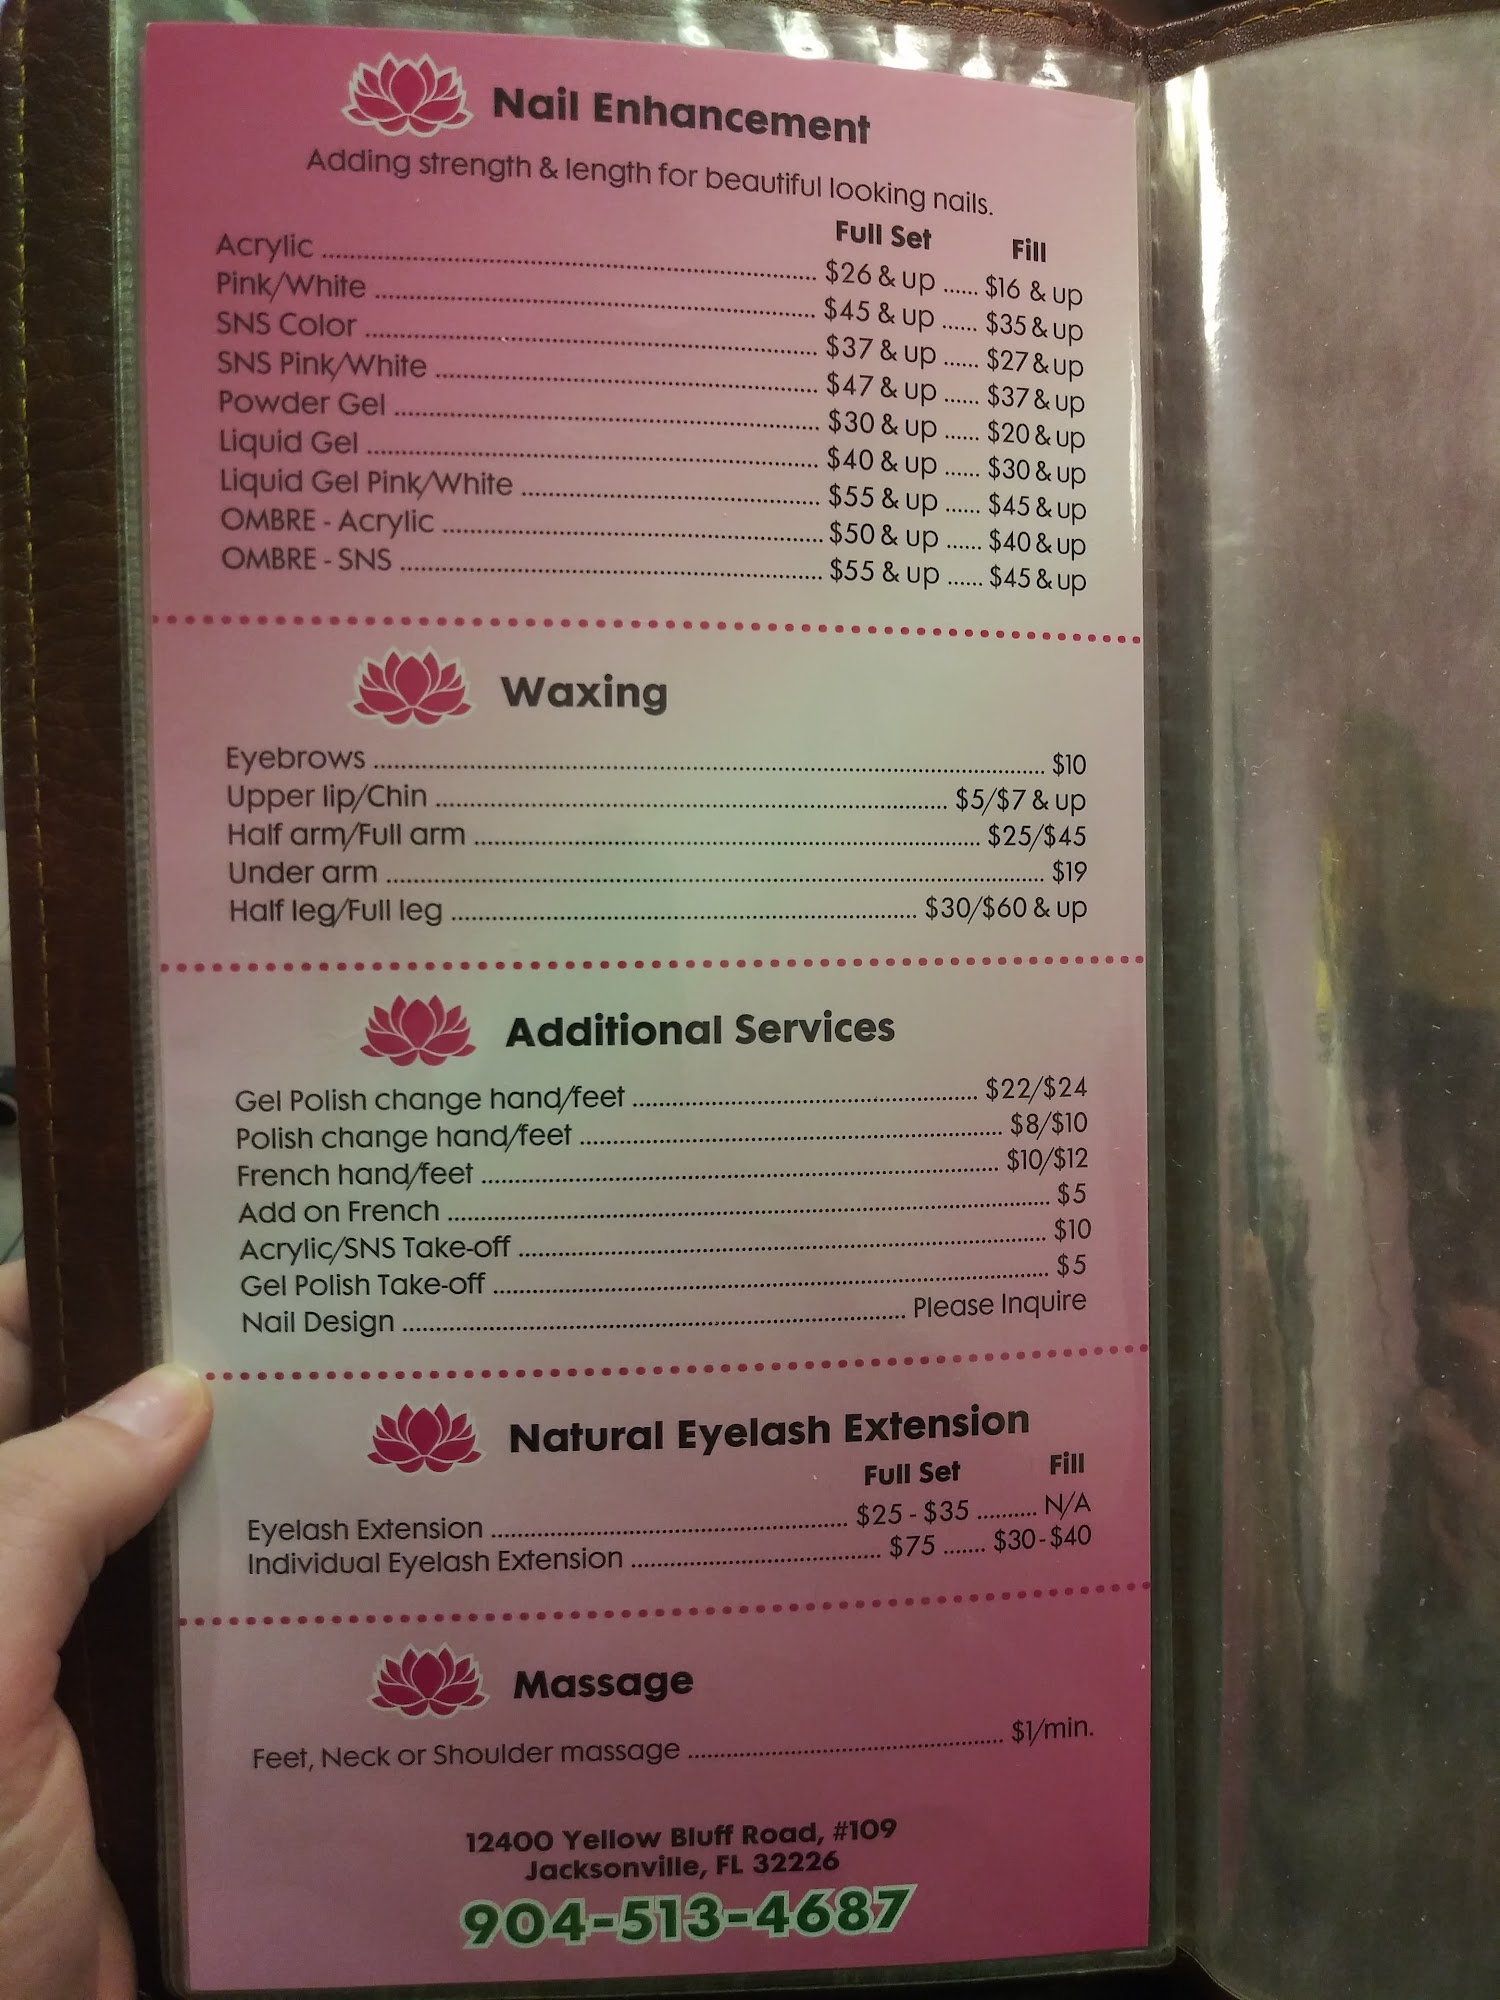 Nail Enhancement
Adding strength & length for beautiful looking nails.
Full Set Fill
Acrylic ... $26 & up ...... $16 & up
Pink/White ... $45 & up ...... $35 & up
SNS Color ... $37 & up ...... $27 & up
SNS Pink/White ... $47 & up ...... $37 & up
Powder Gel ... $30 & up ...... $20 & up
Liquid Gel ... $40 & up ...... $30 & up
Liquid Gel Pink/White ... $55 & up ...... $45 & up
OMBRE - Acrylic ... $50 & up ...... $40 & up
OMBRE - SNS ... $55 & up ...... $45 & up
Waxing
Eyebrows ... $10
Upper lip/Chin ... $5/$7 & up
Half arm/Full arm ... $25/$45
Under arm ... $19
Half leg/Full leg ... $30/$60 & up
Additional Services
Gel Polish change hand/feet ... $22/$24
Polish change hand/feet ... $8/$10
French hand/feet ... $10/$12
Add on French ... $5
Acrylic/SNS Take-off ... $10
Gel Polish Take-off ... $5
Nail Design ... Please Inquire
Natural Eyelash Extension
Full Set Fill
Eyelash Extension ... $25 - $35 .......... N/A
Individual Eyelash Extension ... $75 ....... $30-$40
Massage
Feet, Neck or Shoulder massage ... $1/min.
12400 Yellow Bluff Road, #109
Jacksonville, FL 32226
904-513-4687